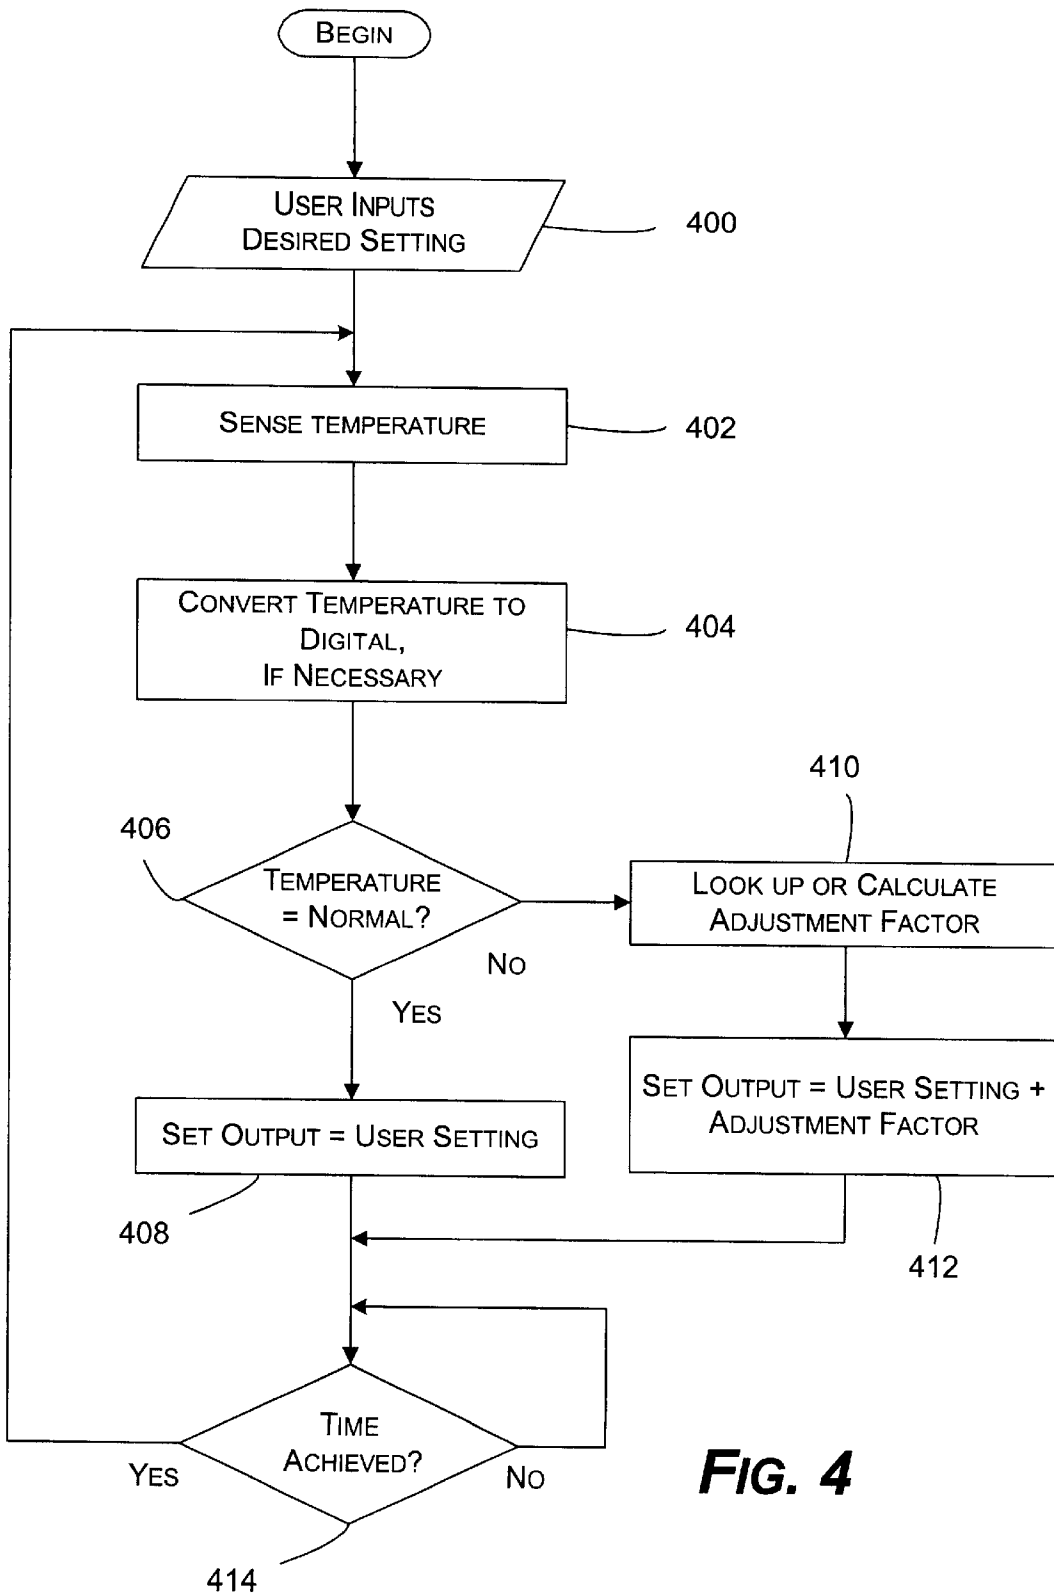 BEGIN
USER INPUTS
DESIRED SETTING
400
SENSE TEMPERATURE
402
CONVERT TEMPERATURE TO
DIGITAL,
IF NECESSARY
404
406
TEMPERATURE
= NORMAL?
NO
YES
410
LOOK UP OR CALCULATE
ADJUSTMENT FACTOR
SET OUTPUT = USER SETTING
408
SET OUTPUT = USER SETTING +
ADJUSTMENT FACTOR
412
TIME
ACHIEVED?
YES
NO
414
FIG. 4